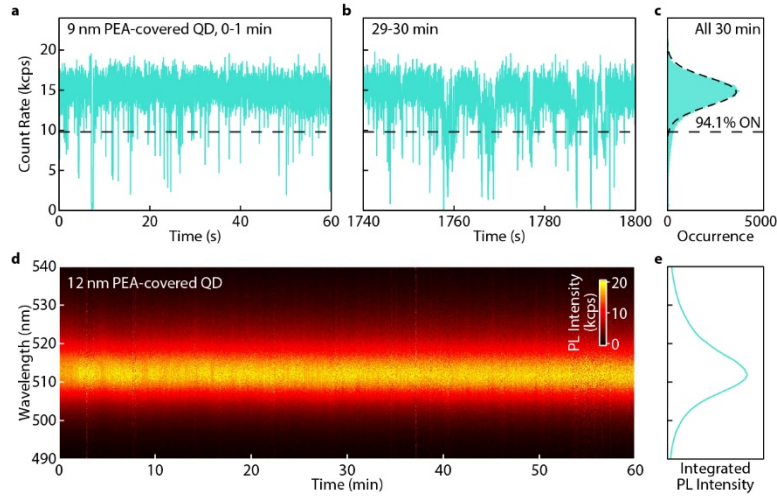 a
9 nm PEA-covered QD, 0-1 min
b
29-30 min
c
All 30 min
20
15
10
5
0
Count Rate (kcps)
94.1% ON
0 20 40 60
Time (s)
1740 1760 1780 1800
Time (s)
0 5000
Occurrence
d
12 nm PEA-covered QD
e
540
530
520
510
500
490
Wavelength (nm)
PL Intensity
(kcps)
20
10
0
0 10 20 30 40 50 60
Time (min)
Integrated
PL Intensity